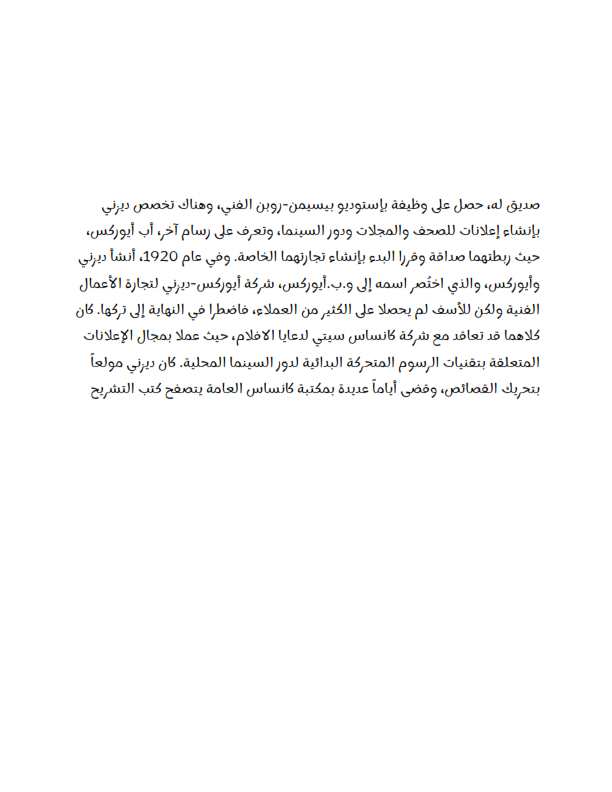 صديق له، حصل على وظيفة بإستوديو بيسيمن-روبن الفني، وهناك تخصص ديزني
بإنشاء إعلانات للصحف والمجلات ودور السينما، وتعرف على رسام آخر، أب أيوركس،
حيث ربطتهما صداقة وقررا البدء بإنشاء تجارتهما الخاصة. وفي عام 1920، أنشأ ديزني
وأيوركس، والذي اختُصر اسمه إلى و.ب.أيوركس، شركة أيوركس-ديزني لتجارة الأعمال
الفنية ولكن للأسف لم يحصلا على الكثير من العملاء، فاضطرا في النهاية إلى تركها. كان
كلاهما قد تعاقد مع شركة كانساس سيتي لدعايا الافلام، حيث عملا بمجال الإعلانات
المتعلقة بتقنيات الرسوم المتحركة البدائية لدور السينما المحلية. كان ديزني مولعاً
بتحريك القصائص، وقضى أياماً عديدة بمكتبة كانساس العامة يتصفح كتب التشريح